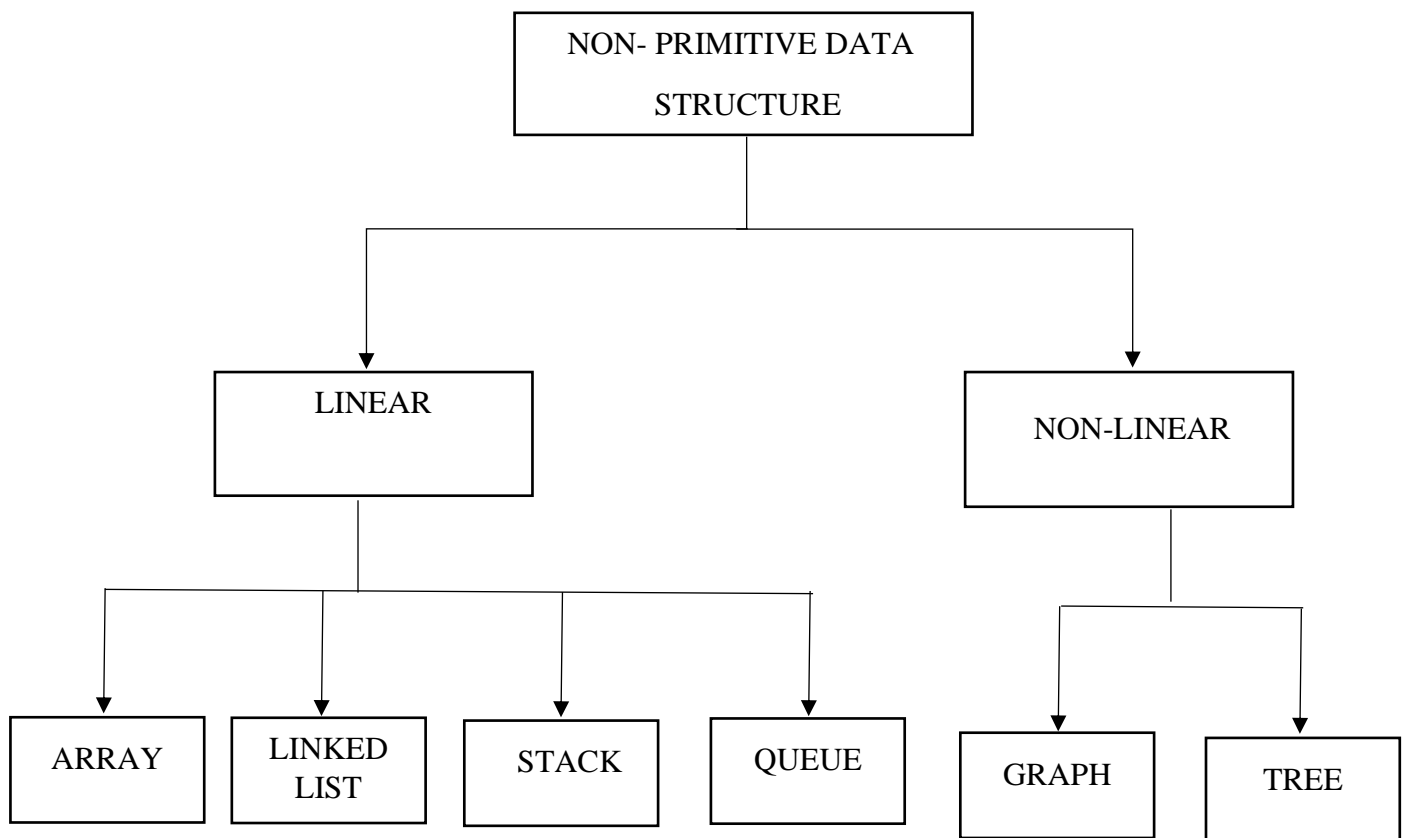 NON- PRIMITIVE DATA
STRUCTURE
LINEAR
NON-LINEAR
ARRAY
LINKED
LIST
STACK
QUEUE
GRAPH
TREE